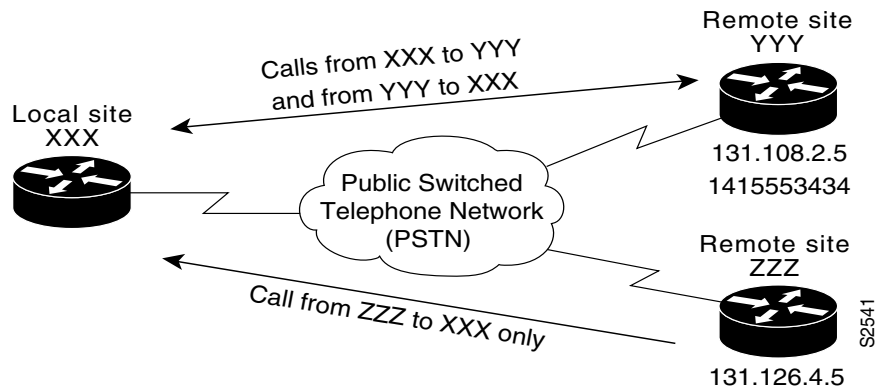 Remote site
YYY
Calls from XXX to YYY
and from YYY to XXX
Local site
XXX
131.108.2.5
1415553434
Public Switched
Telephone Network
(PSTN)
Remote site
ZZZ
Call from ZZZ to XXX only
131.126.4.5
S2541